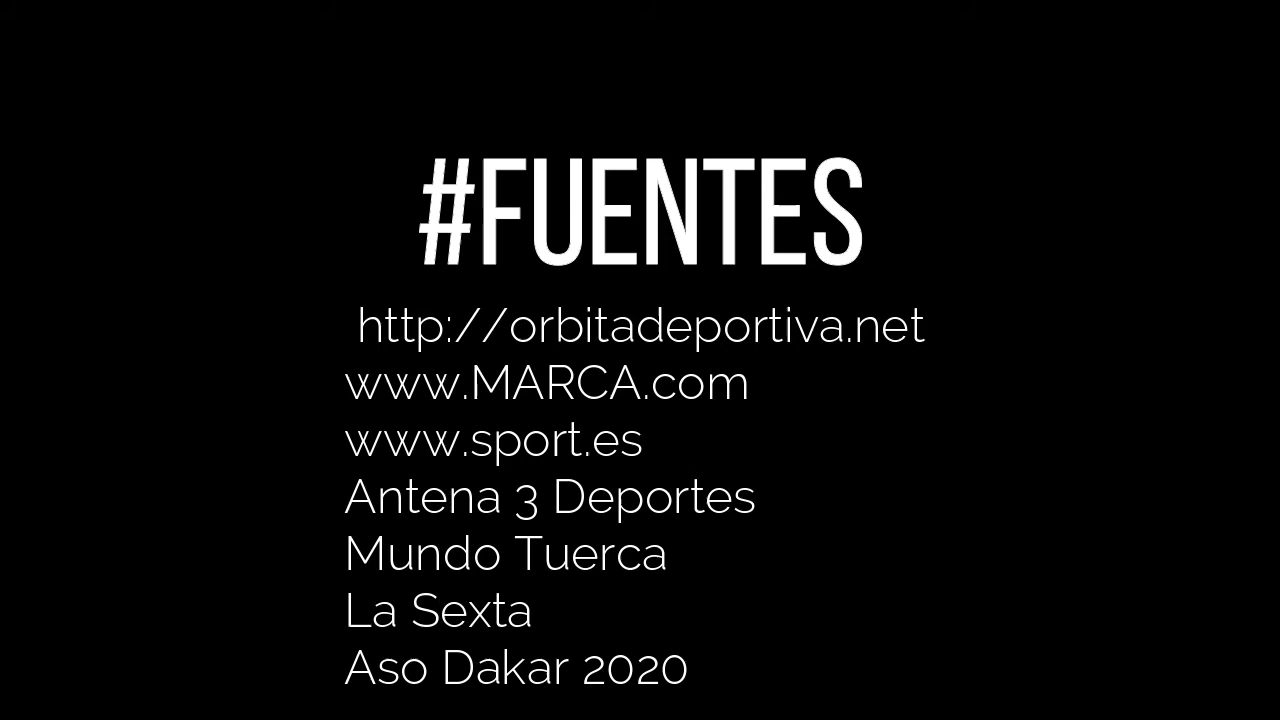 #FUENTES
http://orbitadeportiva.net
www.MARCA.com
www.sport.es
Antena 3 Deportes
Mundo Tuerca
La Sexta
Aso Dakar 2020